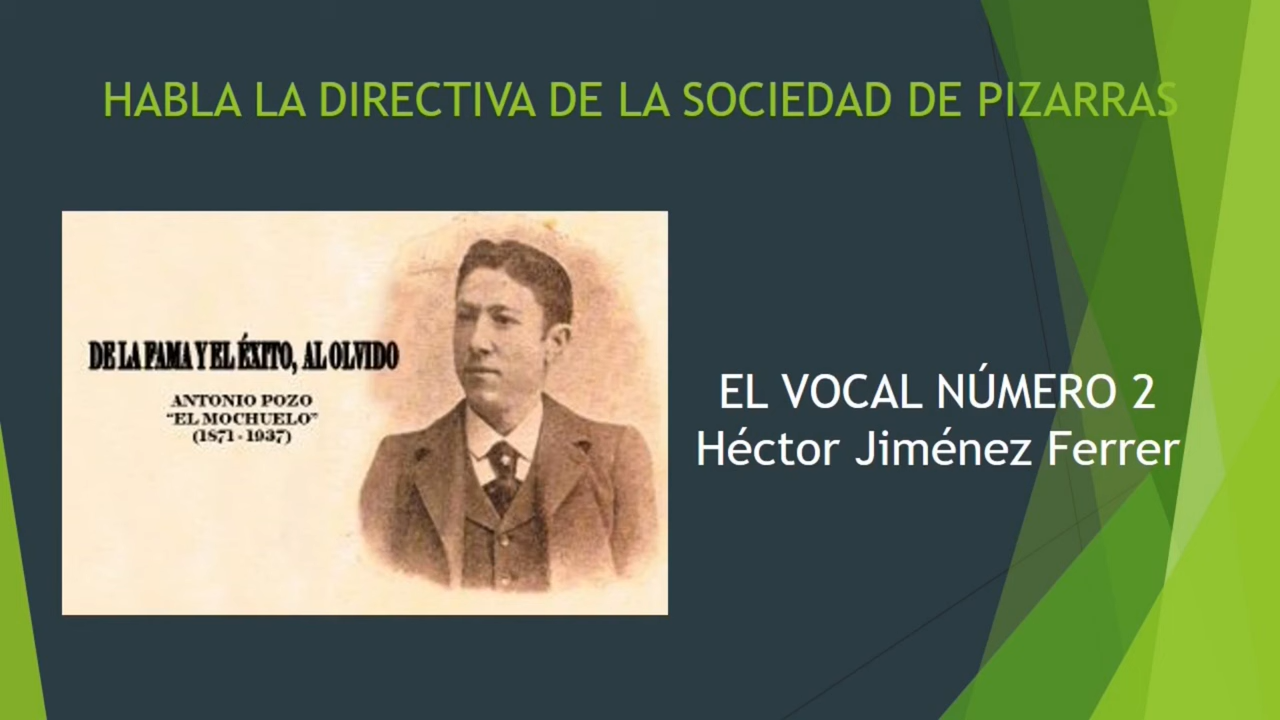 HABLA LA DIRECTIVA DE LA SOCIEDAD DE PIZARRAS
DE LA FAMA Y EL ÉXITO, AL OLVIDO
ANTONIO POZO
“EL MOCHUELO”
(1871 - 1937)
EL VOCAL NÚMERO 2
Héctor Jiménez Ferrer